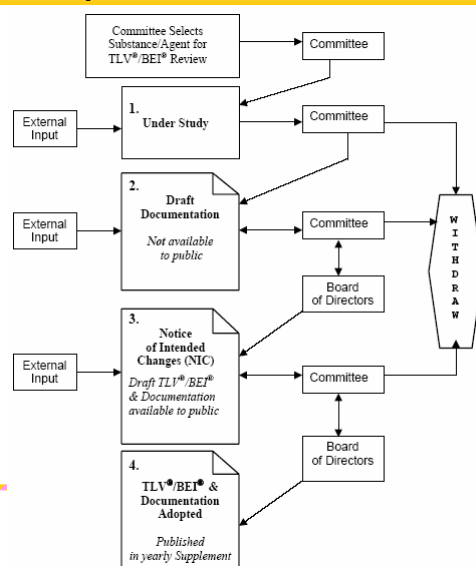 Committee Selects
Substance/Agent for
TLV®/BEI® Review
Committee
1.
Under Study
External
Input
Committee
2.
Draft
Documentation
Not available
to public
External
Input
Committee
W
I
T
H
D
R
A
W
Board
of Directors
3.
Notice
of Intended
Changes (NIC)
Draft TLV®/BEI®
& Documentation
available to public
External
Input
Committee
Board
of Directors
4.
TLV®/BEI® &
Documentation
Adopted
Published
in yearly Supplement